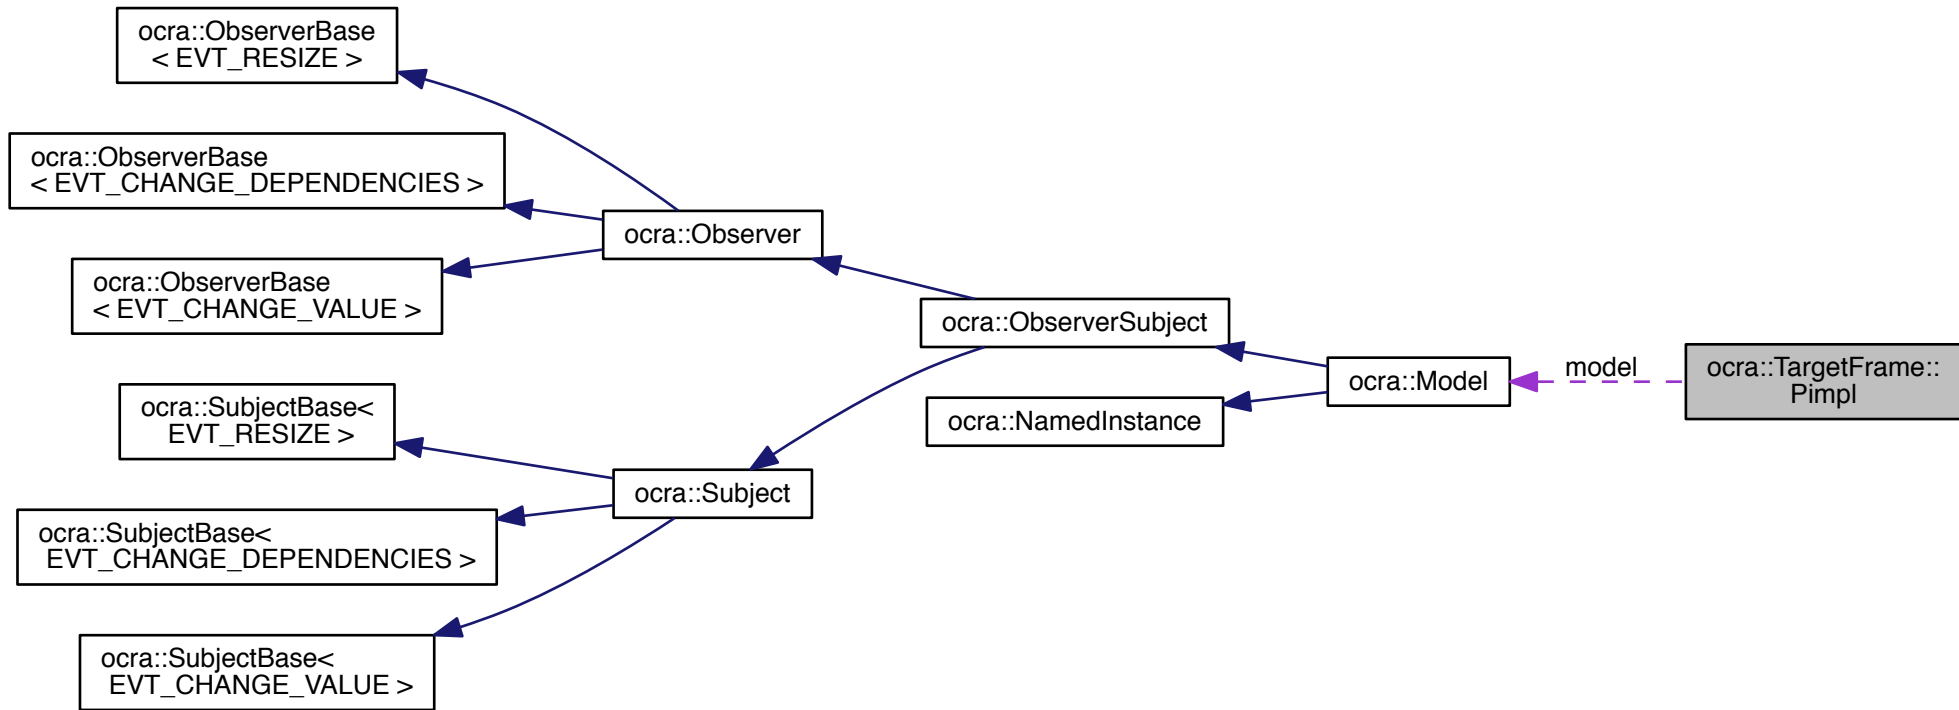 ocra::ObserverBase
< EVT_RESIZE >
ocra::ObserverBase
< EVT_CHANGE_DEPENDENCIES >
ocra::ObserverBase
< EVT_CHANGE_VALUE >
ocra::SubjectBase<
EVT_RESIZE >
ocra::SubjectBase<
EVT_CHANGE_DEPENDENCIES >
ocra::SubjectBase<
EVT_CHANGE_VALUE >
ocra::Observer
ocra::Subject
ocra::ObserverSubject
ocra::NamedInstance
ocra::Model
model
ocra::TargetFrame::
Pimpl